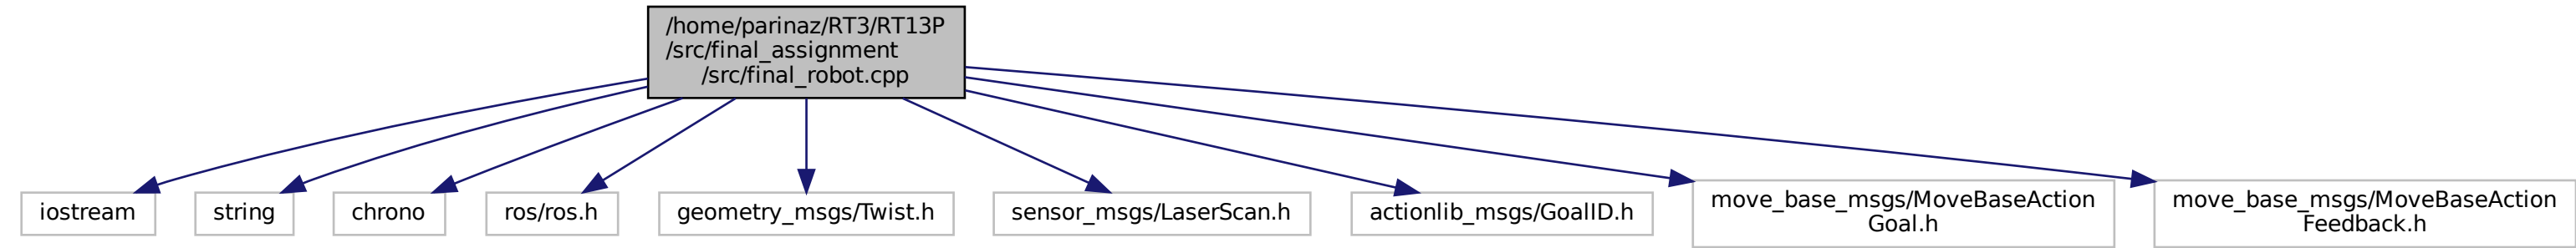 /home/parinaz/RT3/RT13P
/src/final_assignment
/src/final_robot.cpp
iostream
string
chrono
ros/ros.h
geometry_msgs/Twist.h
sensor_msgs/LaserScan.h
actionlib_msgs/GoalID.h
move_base_msgs/MoveBaseAction
Goal.h
move_base_msgs/MoveBaseAction
Feedback.h